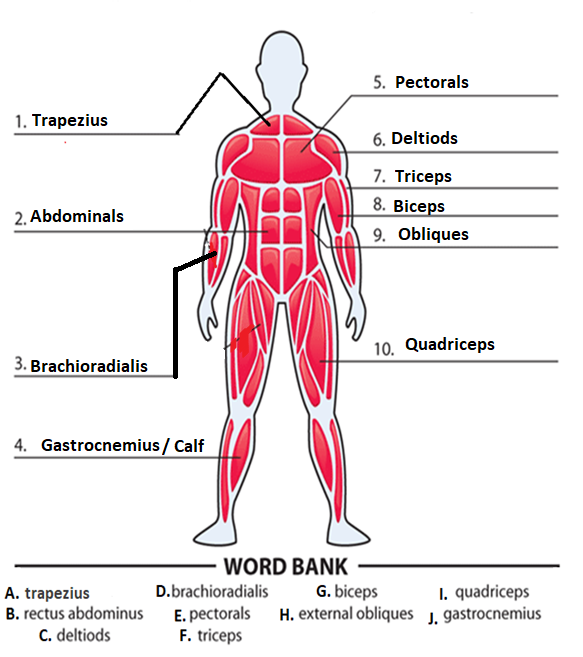 1. Trapezius
2. Abdominals
3. Brachioradialis
4. Gastrocnemius / Calf
5. Pectorals
6. Deltiods
7. Triceps
8. Biceps
9. Obliques
10. Quadriceps
WORD BANK
A. trapezius D. brachioradialis G. biceps I. quadriceps
B. rectus abdominus E. pectorals H. external obliques J. gastrocnemius
C. deltiods F. triceps